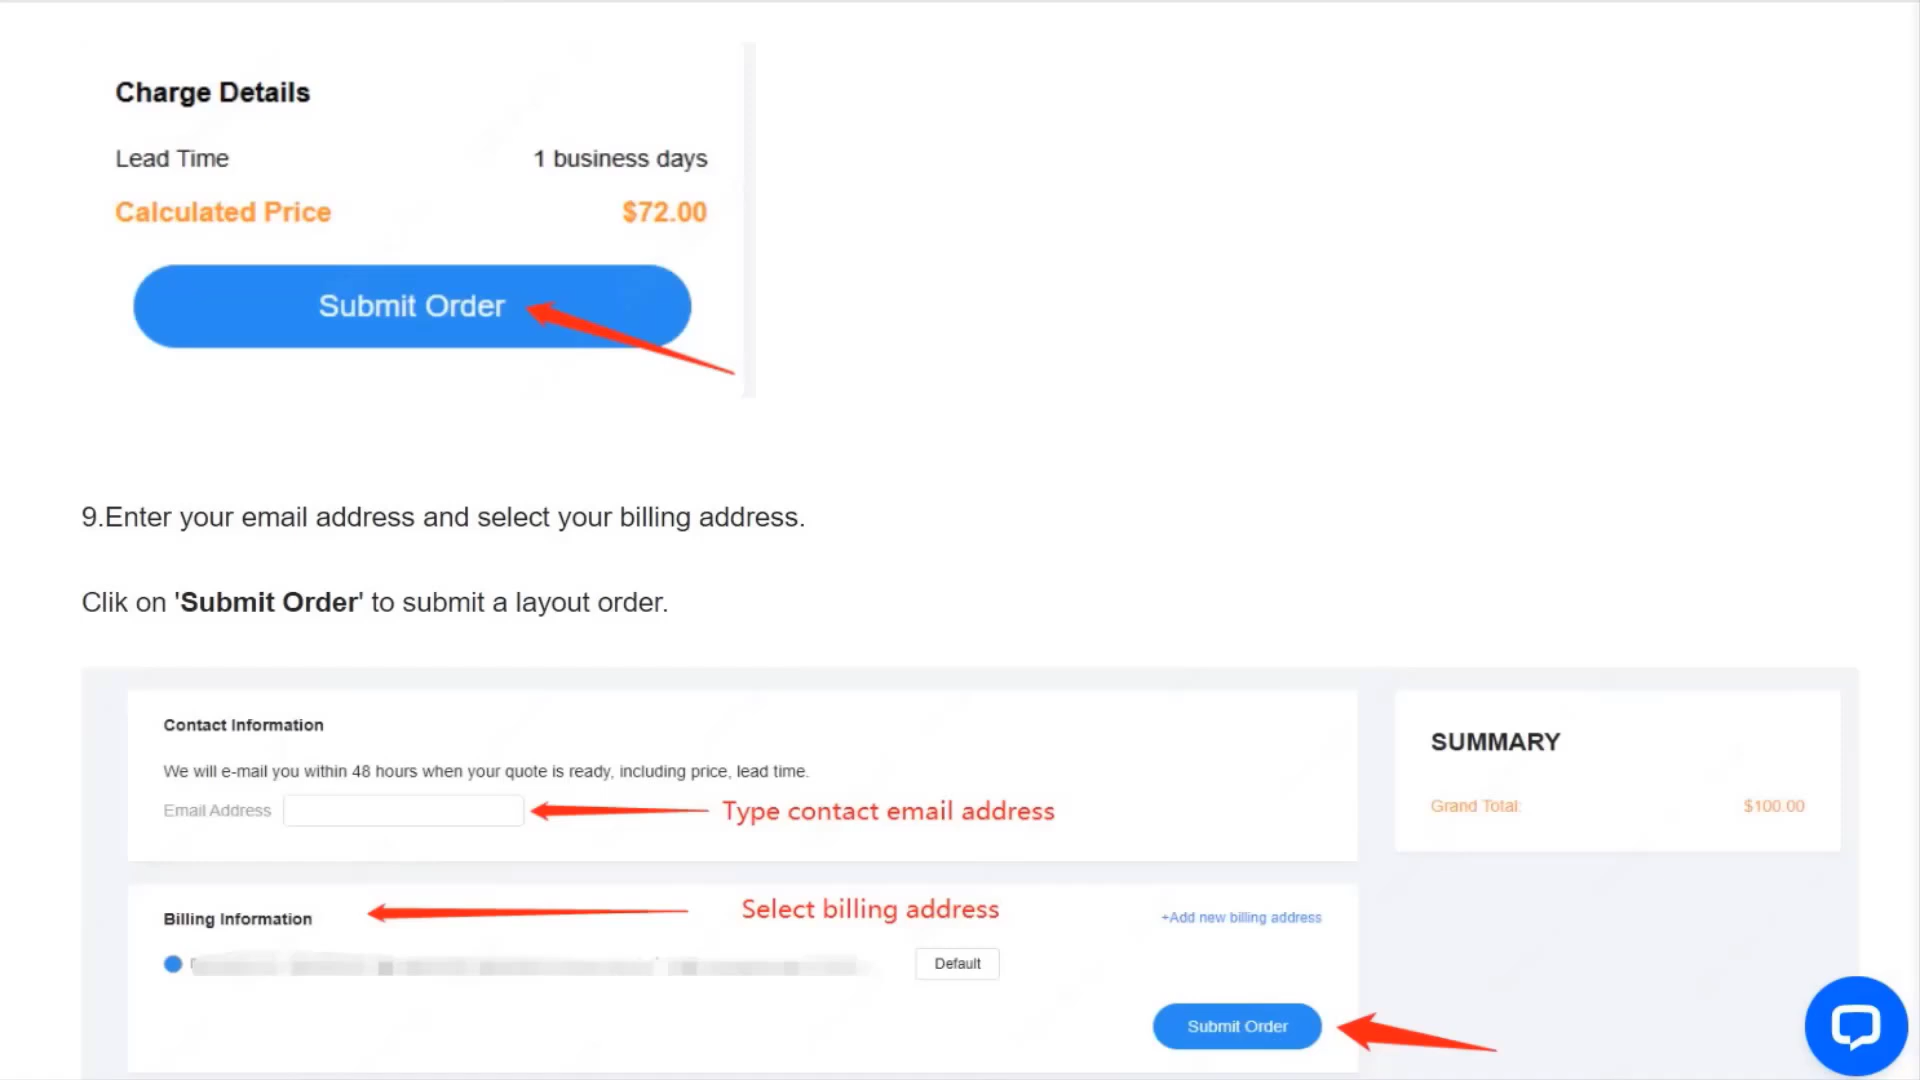 Charge Details
Lead Time 1 business days
Calculated Price $72.00
Submit Order
9.Enter your email address and select your billing address.
Clik on 'Submit Order' to submit a layout order.
Contact Information
We will e-mail you within 48 hours when your quote is ready, including price, lead time.
Email Address Type contact email address
SUMMARY
Grand Total: $100.00
Billing Information Select billing address +Add new billing address
Default
Submit Order